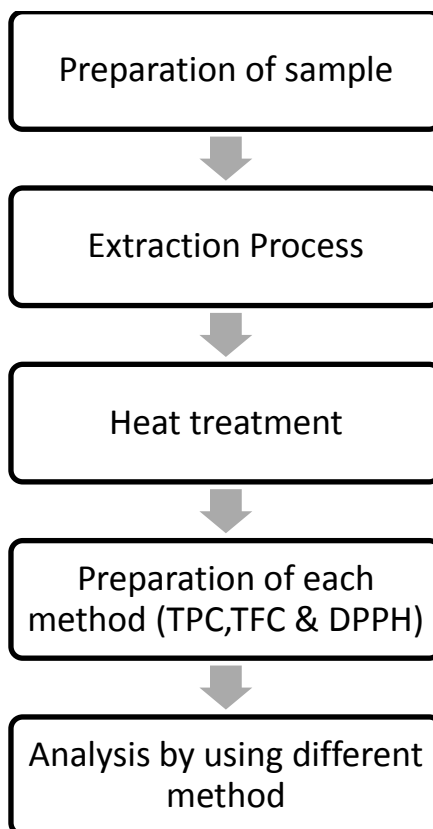 Preparation of sample
Extraction Process
Heat treatment
Preparation of each
method (TPC,TFC & DPPH)
Analysis by using different
method